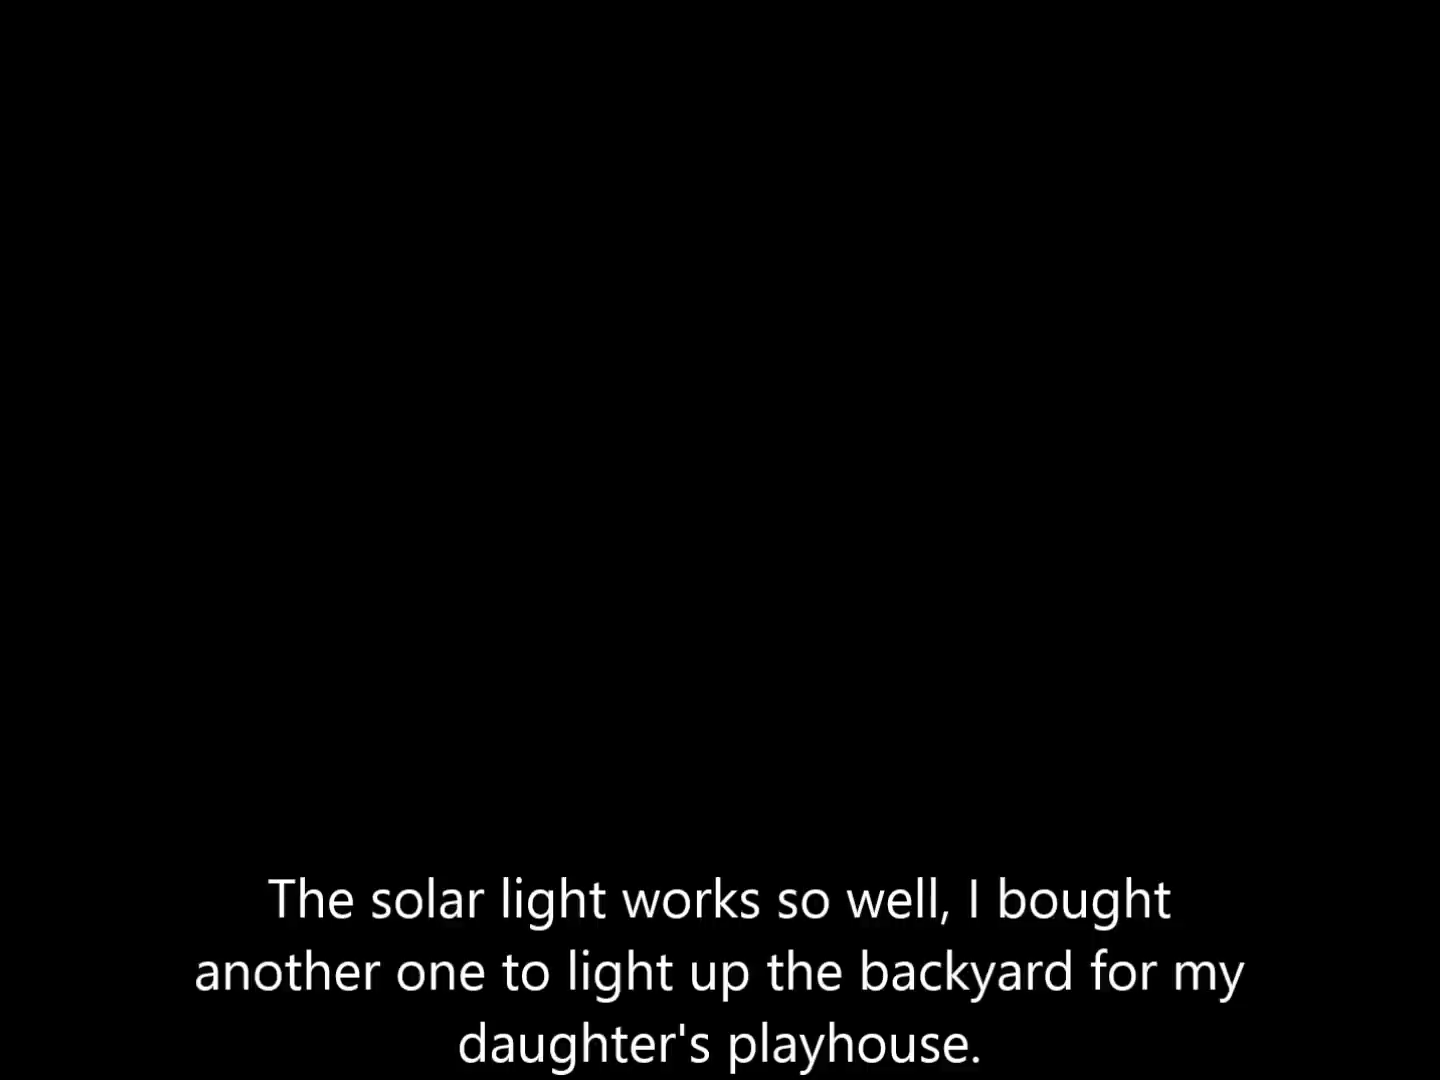 The solar light works so well, I bought
another one to light up the backyard for my
daughter's playhouse.